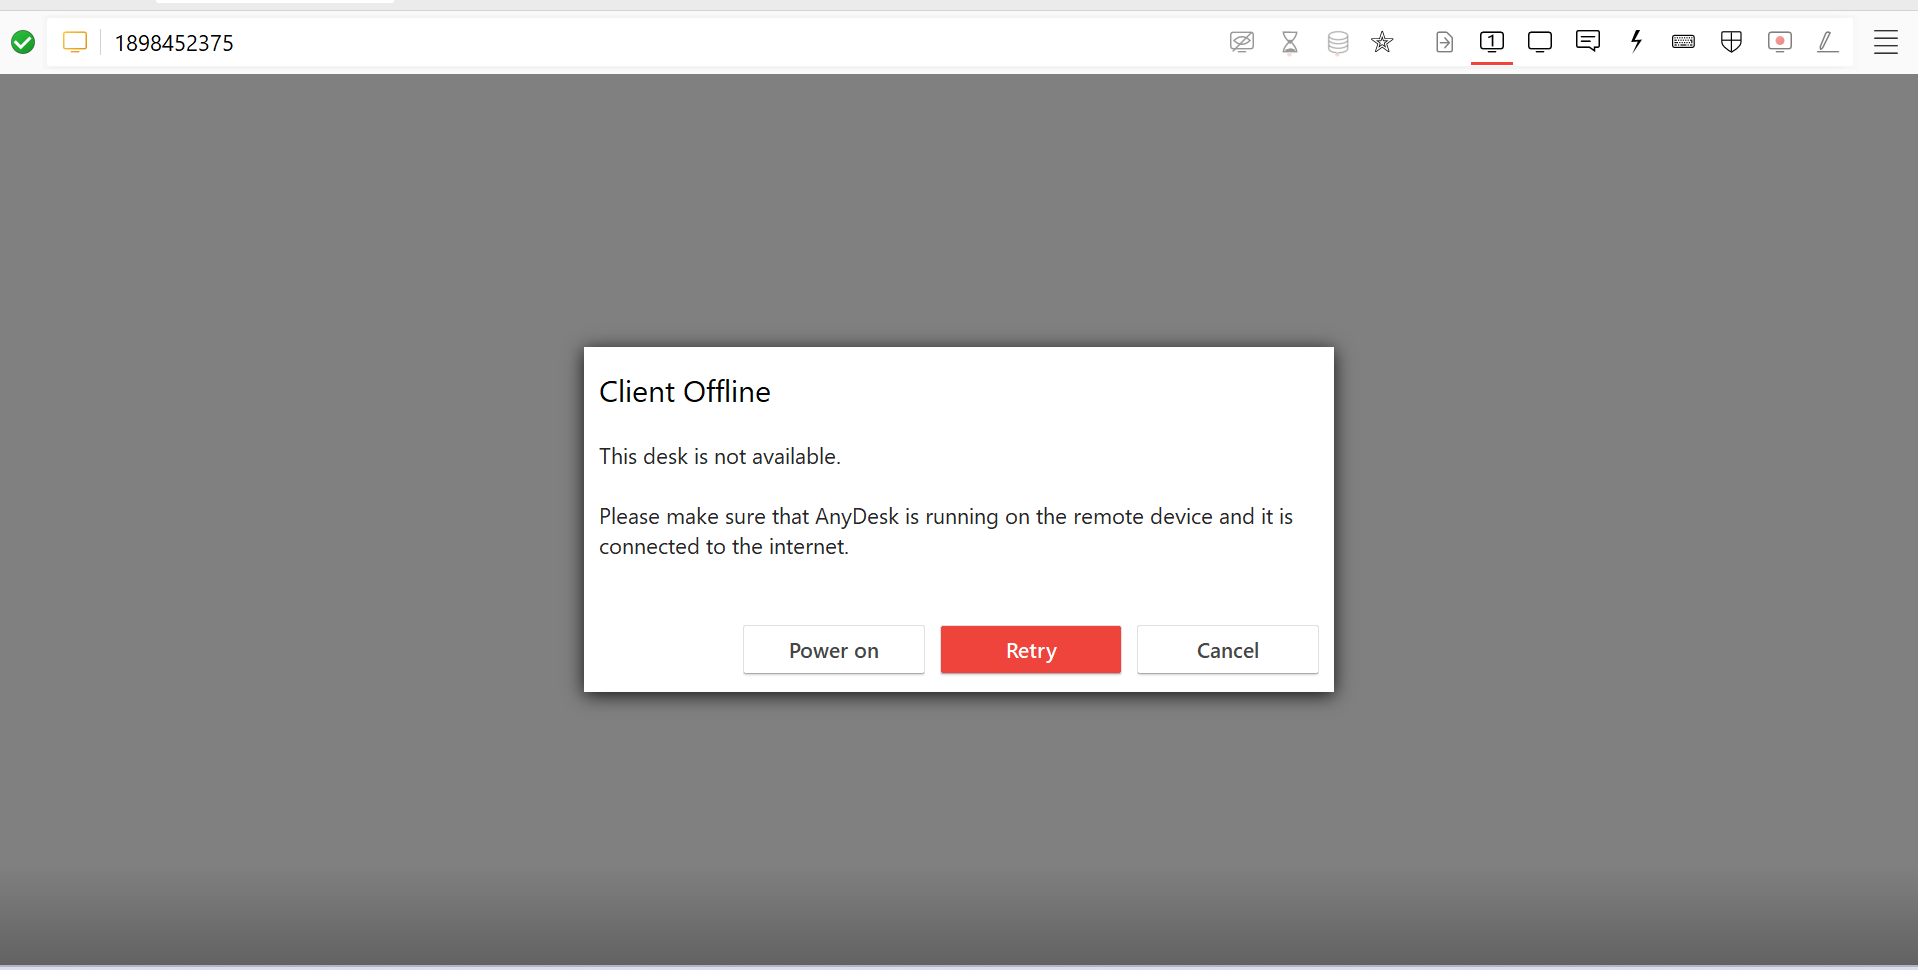 1898452375
1
Client Offline
This desk is not available.
Please make sure that AnyDesk is running on the remote device and it is
connected to the internet.
Power on
Retry
Cancel